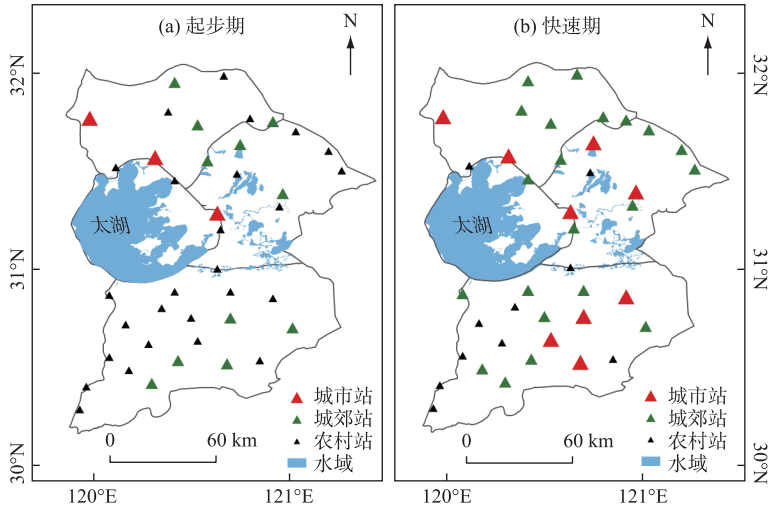 (a) 起步期
N
32°N
31°N
30°N
太湖
城市站
城郊站
农村站
水域
0 60 km
120°E 121°E
(b) 快速期
N
32°N
31°N
30°N
太湖
城市站
城郊站
农村站
水域
0 60 km
120°E 121°E